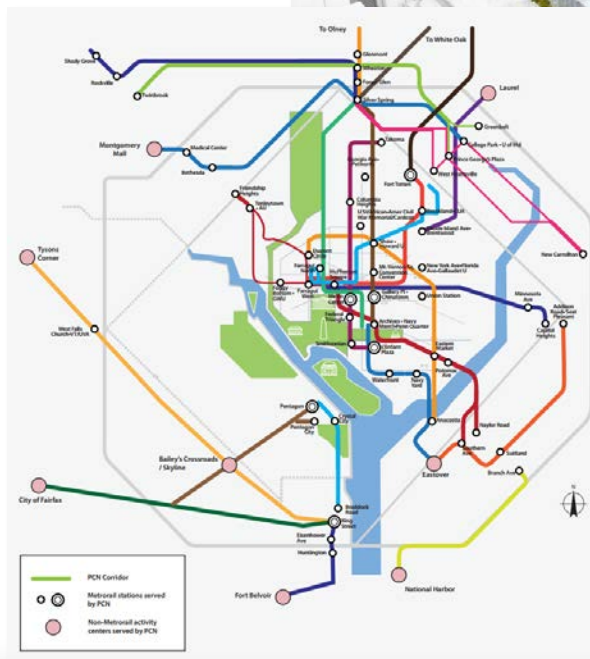 To Olney
To White Oak
Glenmont
Wheaton
Forest Glen
Silver Spring
Shady Grove
Rockville
Twinbrook
Laurel
Greenbelt
College Park - U of Md
Prince George's Plaza
West Hyattsville
Montgomery
Mall
Medical Center
Bethesda
Takoma
Georgia Ave-
Petworth
Fort Totten
Friendship
Heights
Tenleytown
- AU
Columbia
Heights
U St/African-Amer Civil
War Memorial/Cardozo
Rhode Island Ave-
Brentwood
New Carrollton
Tysons
Corner
Dupont
Circle
Shaw -
Howard U
Farragut
North
McPherson
Mt Vernon Sq
Convention
Center
New York Ave-Florida
Ave-Gallaudet U
Foggy
Bottom -
GWU
Farragut
West
Gallery Pl -
Chinatown
Union Station
Minnesota
Ave
Addison
Road-Seat
Pleasant
Capitol
Heights
Federal
Triangle
Archives - Navy
Mem'l-Penn Quarter
West Falls
Church-VT/UVA
Smithsonian
L'Enfant
Plaza
Eastern
Market
Potomac
Ave
Waterfront
Navy
Yard
Pentagon
Pentagon
City
Crystal
City
Anacostia
Naylor Road
Southern
Ave
Suitland
Branch Ave
Bailey's Crossroads
/ Skyline
Eastover
City of Fairfax
Braddock
Road
King
Street
Eisenhower
Ave
Huntington
Fort Belvoir
National Harbor
N
PCN Corridor
Metrorail stations served
by PCN
Non-Metrorail activity
centers served by PCN